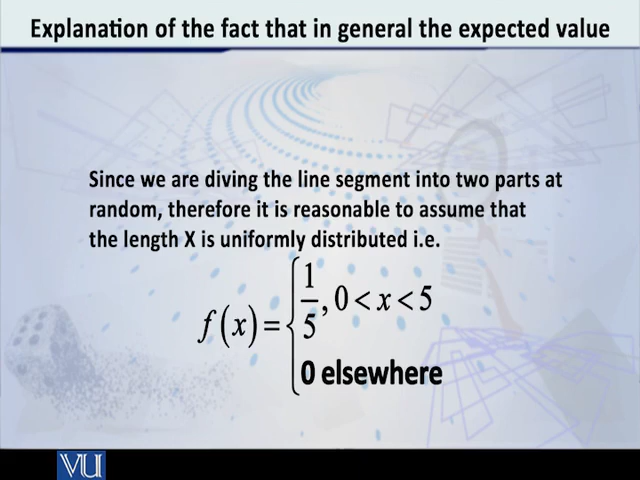 Explanation of the fact that in general the expected value
Since we are diving the line segment into two parts at
random, therefore it is reasonable to assume that
the length X is uniformly distributed i.e.
f(x) = { 1/5 , 0 < x < 5
0 elsewhere
VU